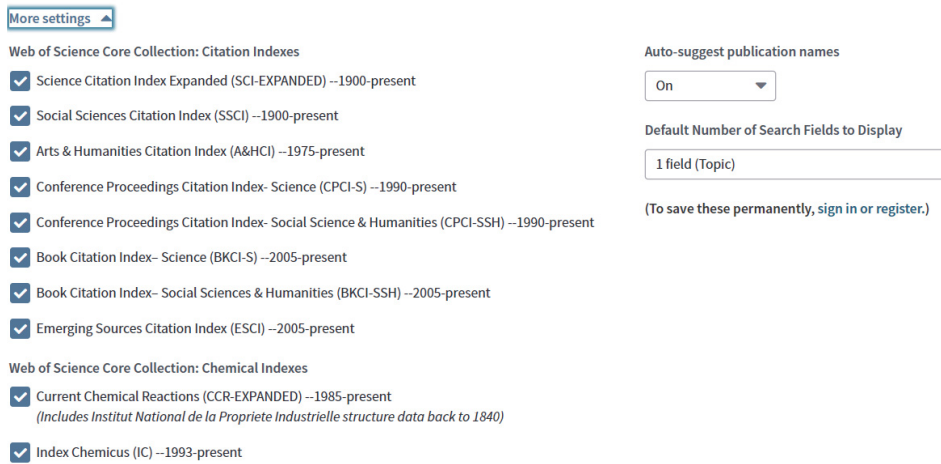 More settings
Web of Science Core Collection: Citation Indexes
Science Citation Index Expanded (SCI-EXPANDED) --1900-present
Social Sciences Citation Index (SSCI) --1900-present
Arts & Humanities Citation Index (A&HCI) --1975-present
Conference Proceedings Citation Index- Science (CPCI-S) --1990-present
Conference Proceedings Citation Index- Social Science & Humanities (CPCI-SSH) --1990-present
Book Citation Index– Science (BKCI-S) --2005-present
Book Citation Index– Social Sciences & Humanities (BKCI-SSH) --2005-present
Emerging Sources Citation Index (ESCI) --2005-present
Web of Science Core Collection: Chemical Indexes
Current Chemical Reactions (CCR-EXPANDED) --1985-present
(Includes Institut National de la Propriete Industrielle structure data back to 1840)
Index Chemicus (IC) --1993-present
Auto-suggest publication names
On
Default Number of Search Fields to Display
1 field (Topic)
(To save these permanently, sign in or register.)